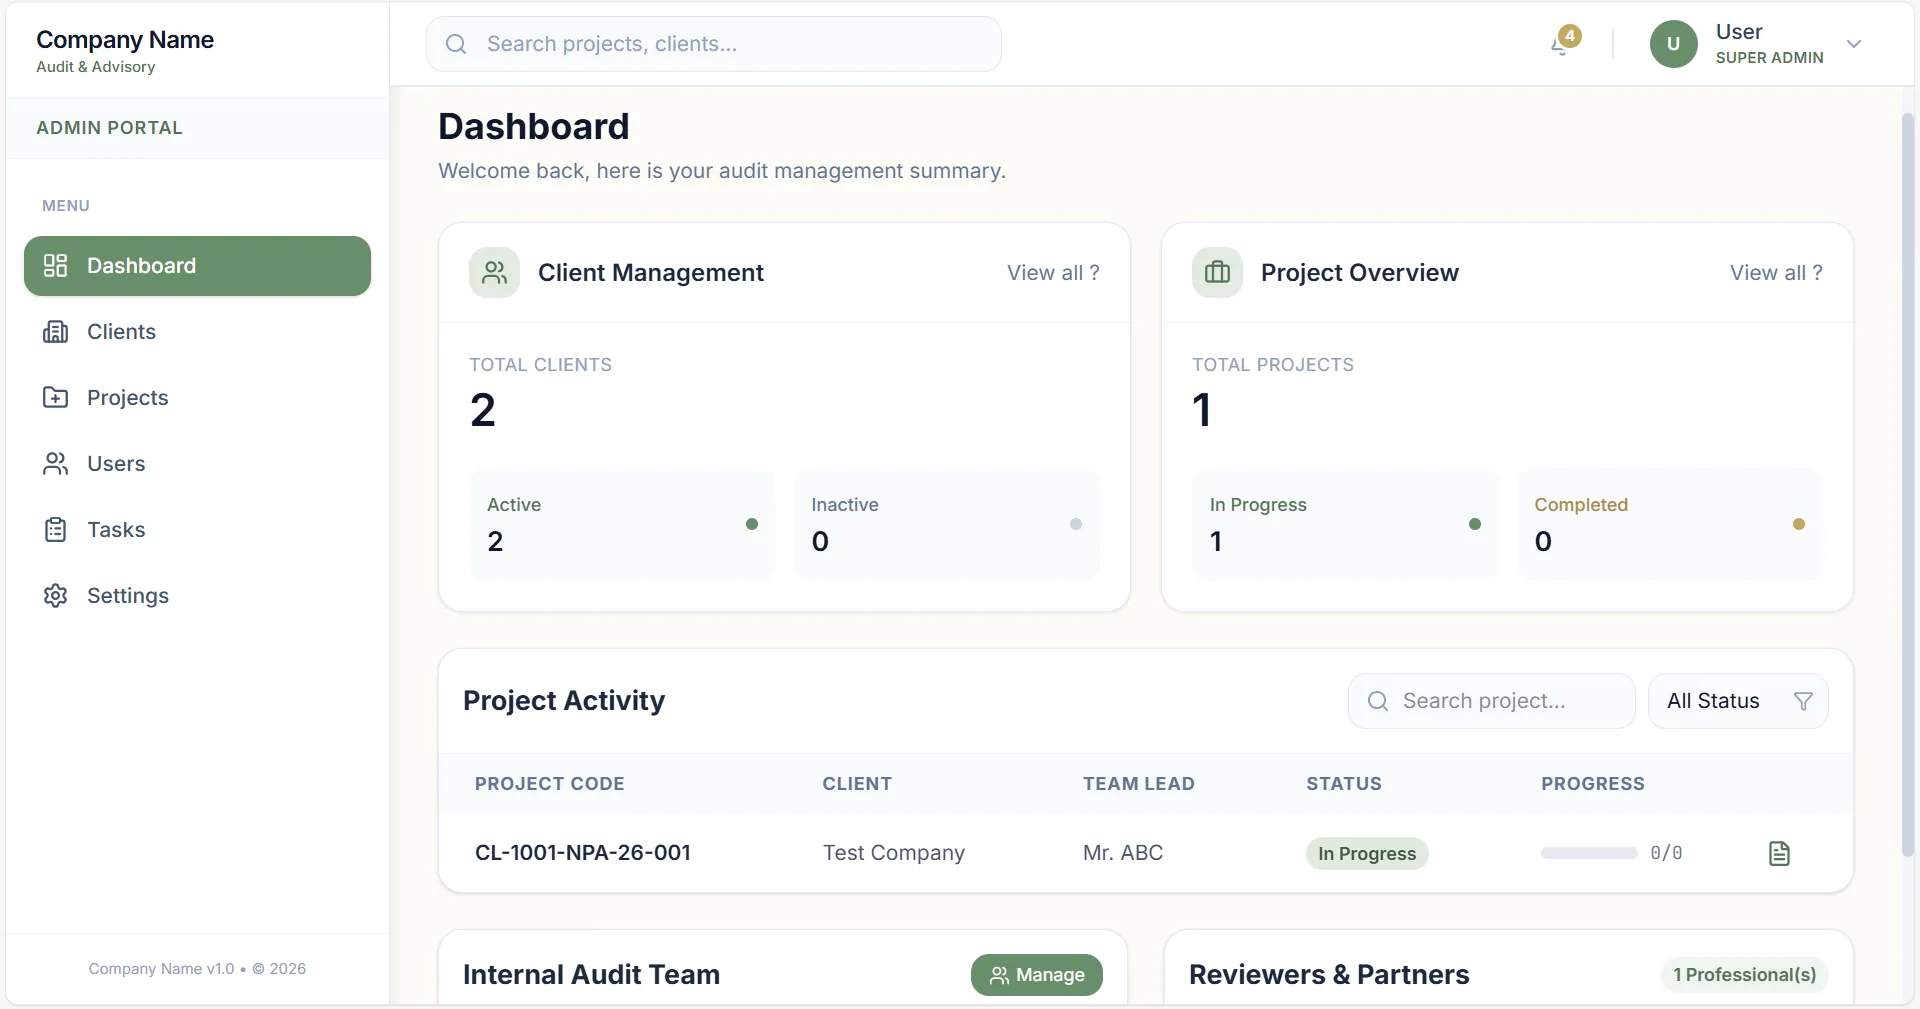 Company Name
Audit & Advisory
ADMIN PORTAL
MENU
Dashboard
Clients
Projects
Users
Tasks
Settings
Company Name v1.0 • © 2026
Search projects, clients...
4
U
User
SUPER ADMIN
Dashboard
Welcome back, here is your audit management summary.
Client Management
View all ?
TOTAL CLIENTS
2
Active
2
Inactive
0
Project Overview
View all ?
TOTAL PROJECTS
1
In Progress
1
Completed
0
Project Activity
Search project...
All Status
PROJECT CODE CLIENT TEAM LEAD STATUS PROGRESS
CL-1001-NPA-26-001 Test Company Mr. ABC In Progress 0/0
Internal Audit Team
Manage
Reviewers & Partners
1 Professional(s)